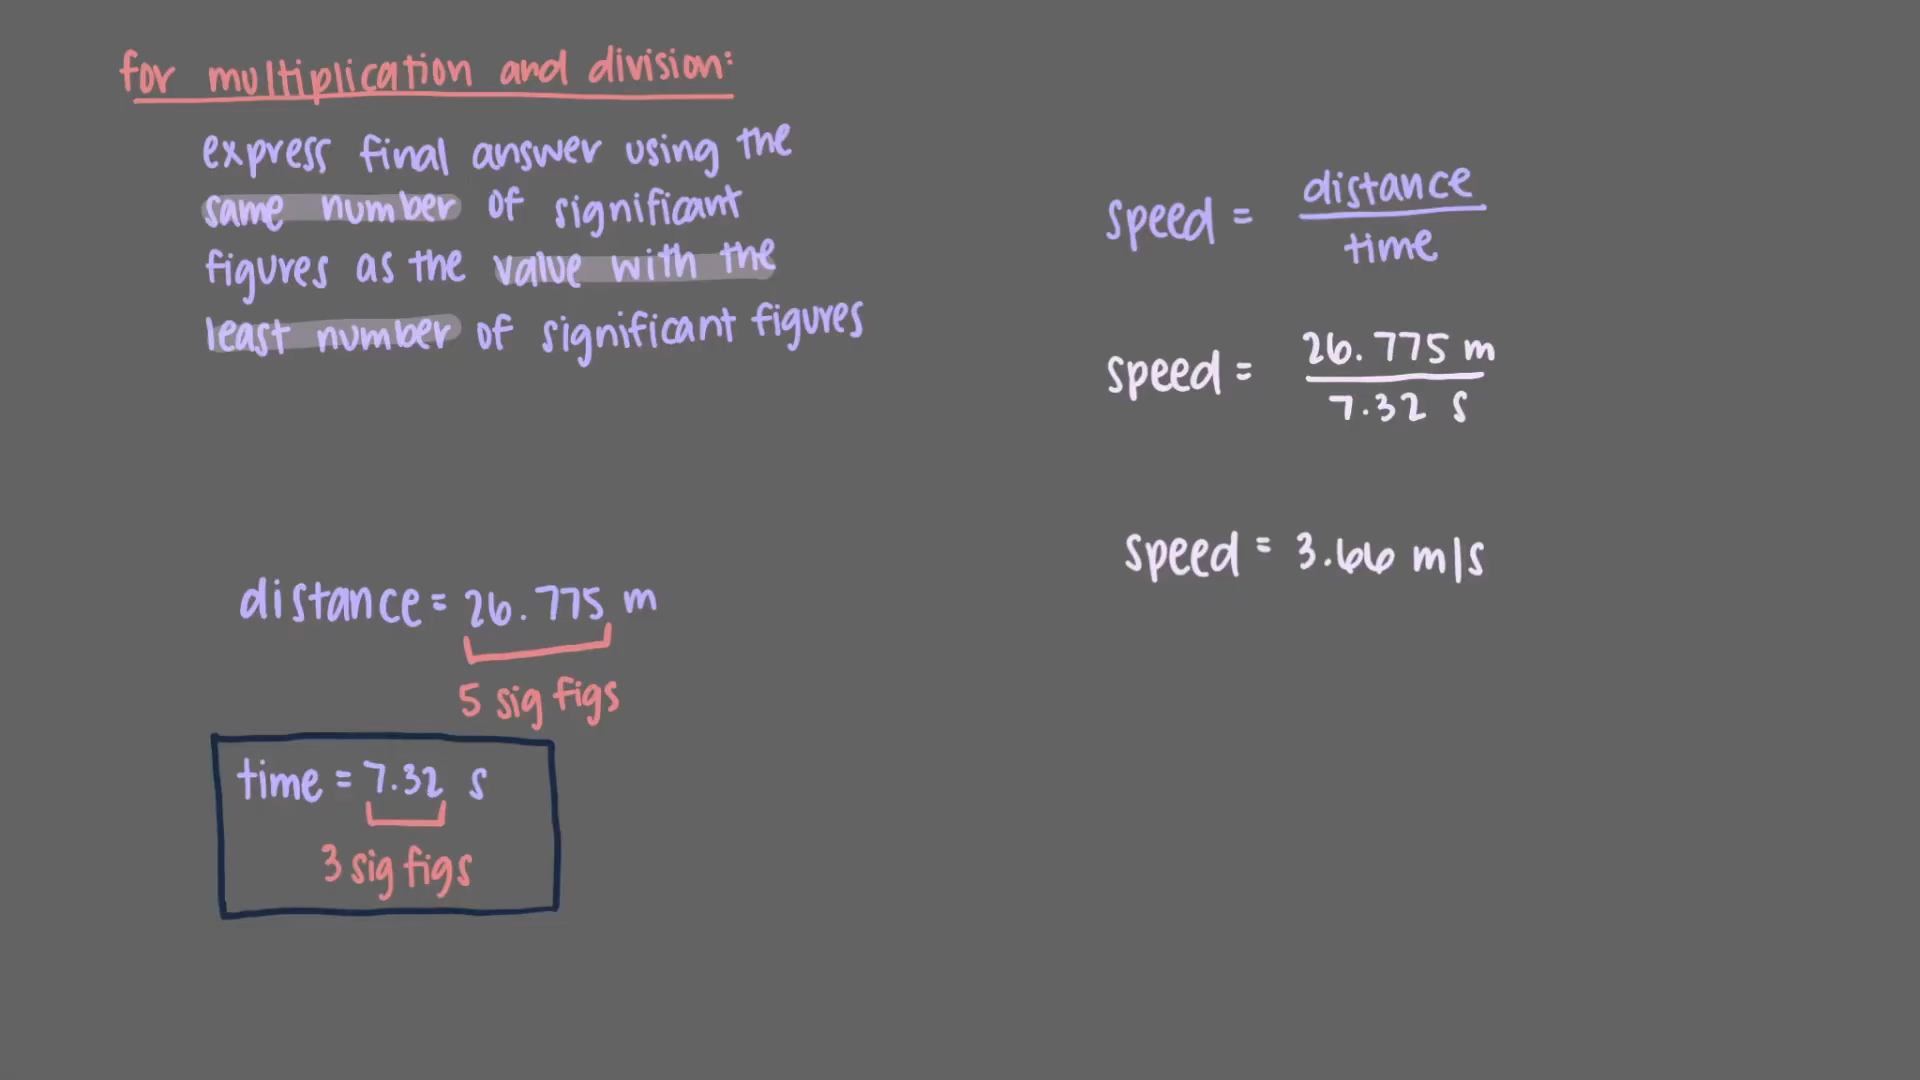 for multiplication and division:
express final answer using the
same number of significant
figures as the value with the
least number of significant figures
distance = 26.775 m
5 sig figs
time = 7.32 s
3 sig figs
speed = distance
time
speed = 26.775 m
7.32 s
speed = 3.66 m/s